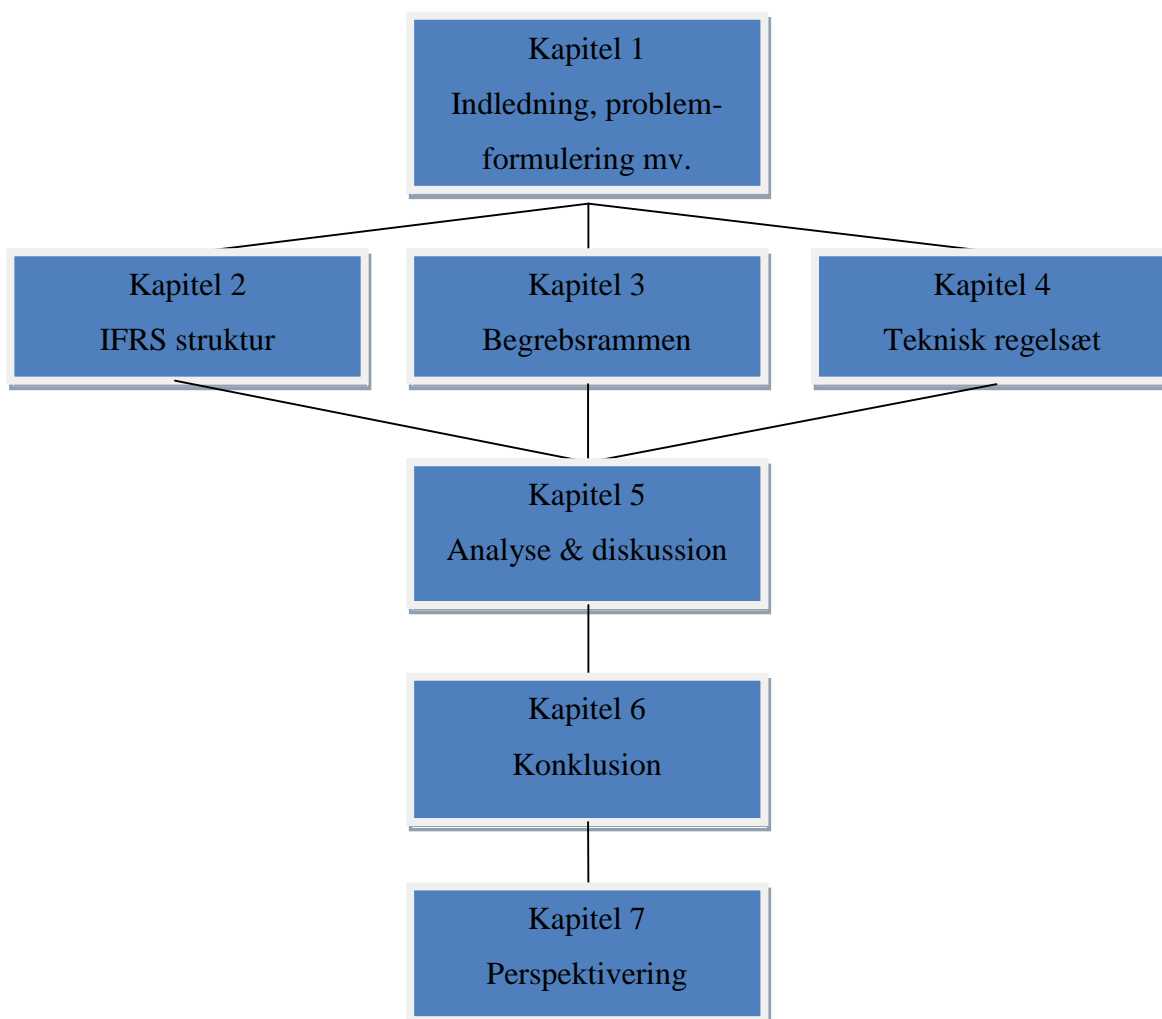 Kapitel 1
Indledning, problem-
formulering mv.
Kapitel 2
IFRS struktur
Kapitel 3
Begrebsrammen
Kapitel 4
Teknisk regelsæt
Kapitel 5
Analyse & diskussion
Kapitel 6
Konklusion
Kapitel 7
Perspektivering